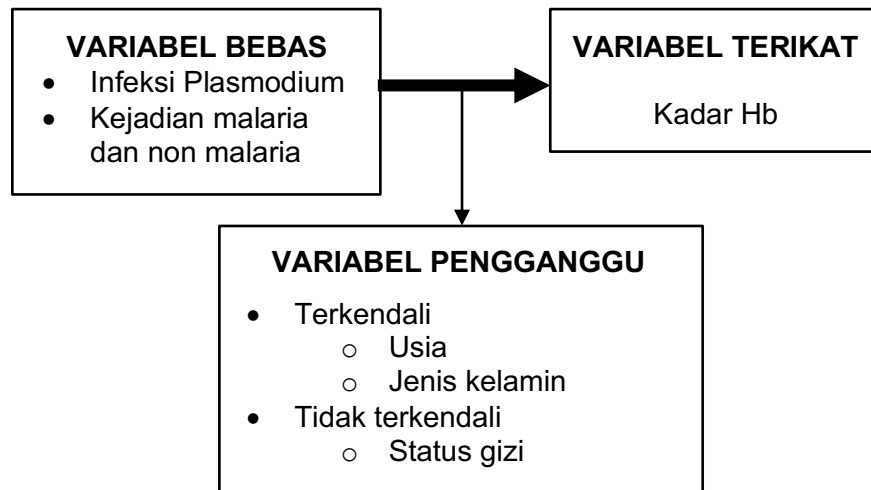 VARIABEL BEBAS
• Infeksi Plasmodium
• Kejadian malaria
dan non malaria
VARIABEL TERIKAT
Kadar Hb
VARIABEL PENGGANGGU
• Terkendali
o Usia
o Jenis kelamin
• Tidak terkendali
o Status gizi